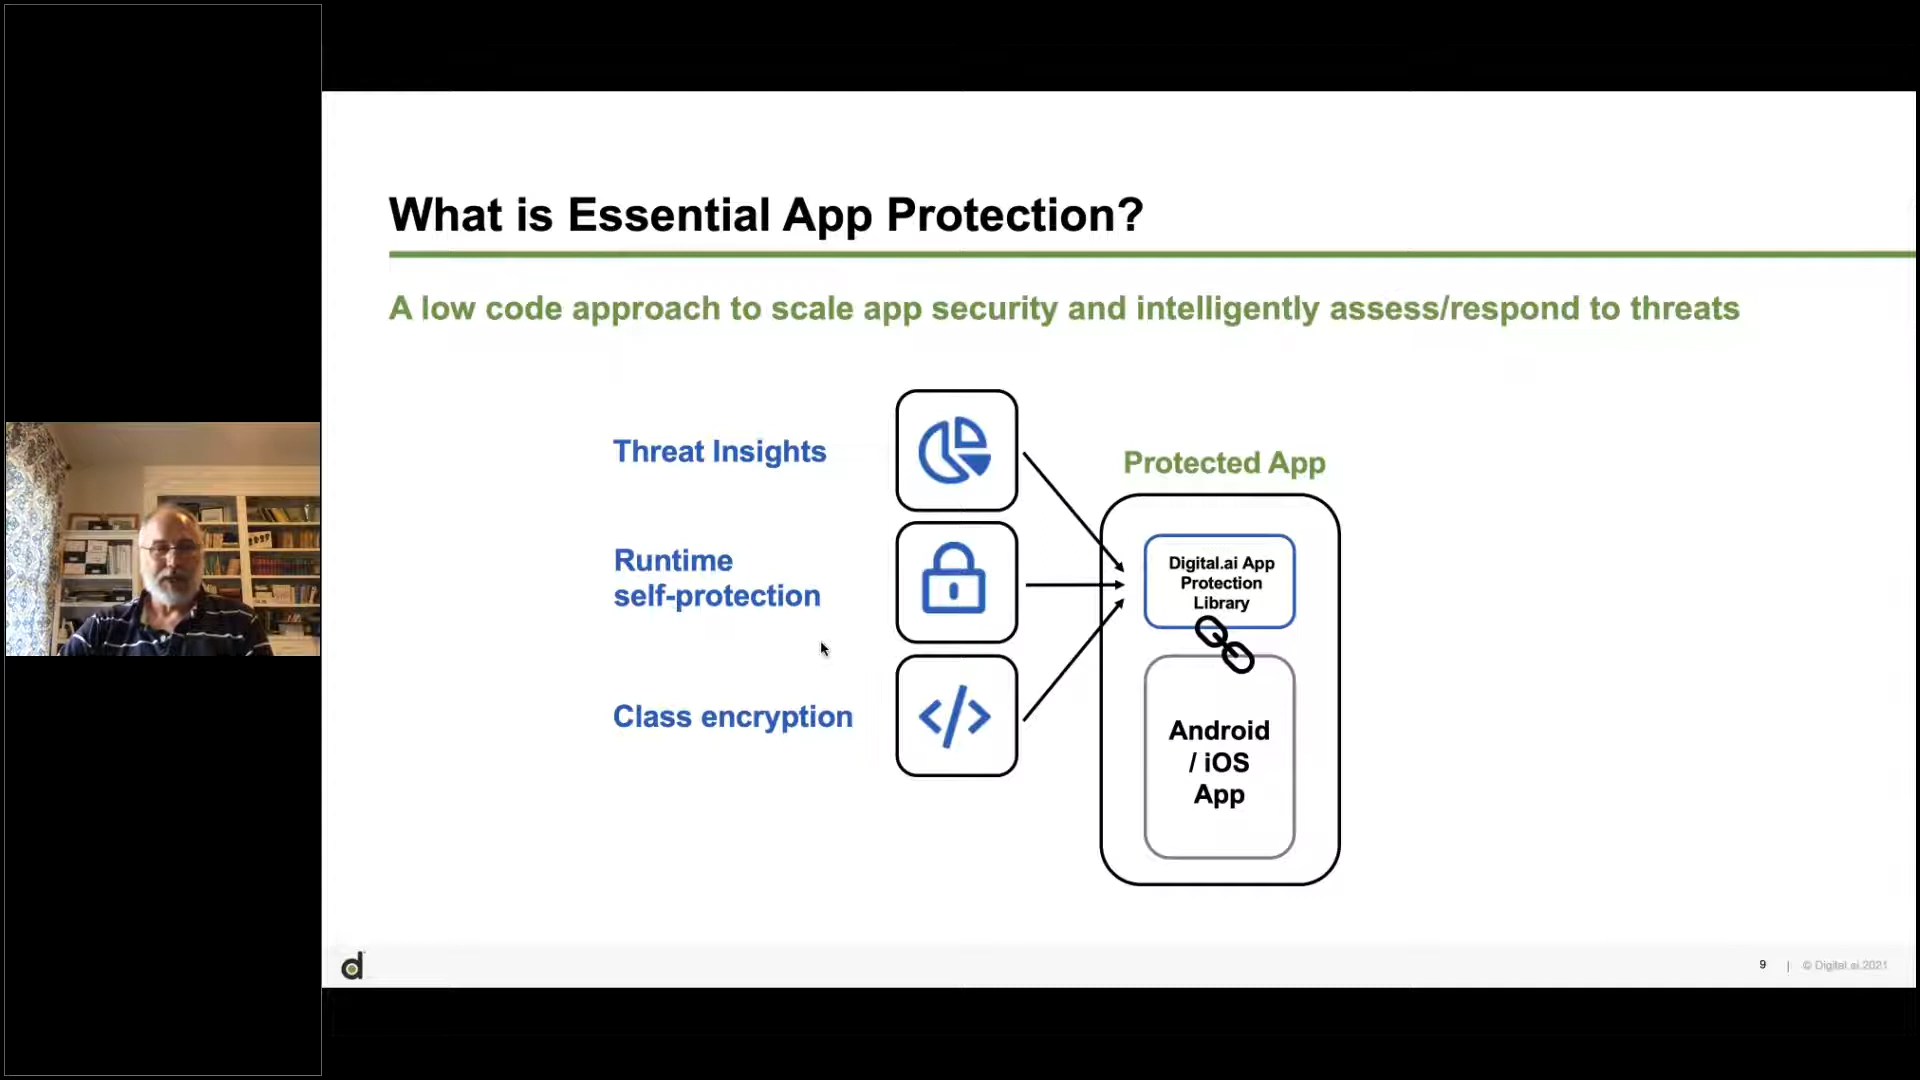 What is Essential App Protection?
A low code approach to scale app security and intelligently assess/respond to threats
Threat Insights
Runtime
self-protection
Class encryption
Protected App
Digital.ai App
Protection
Library
Android
/ iOS
App
d
9 | © Digital.ai.2021